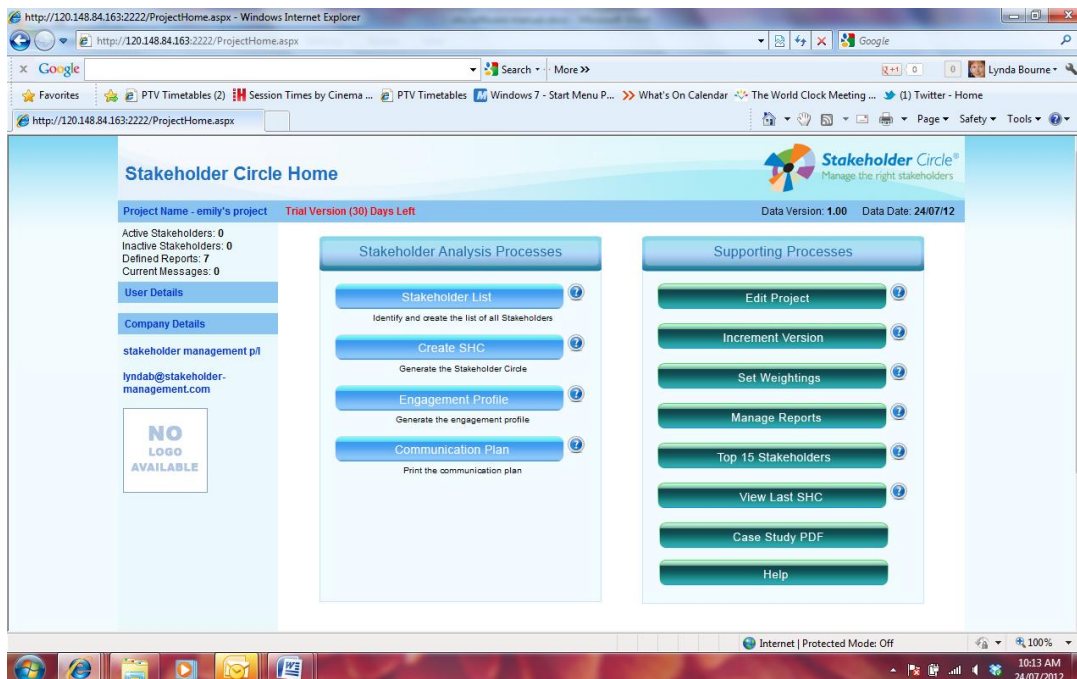 http://120.148.84.163:2222/ProjectHome.aspx - Windows Internet Explorer
http://120.148.84.163:2222/ProjectHome.aspx
Google
x Google
Search
More >>
+1 0
0
Lynda Bourne
Favorites
PTV Timetables (2)
Session Times by Cinema ...
PTV Timetables
Windows 7 - Start Menu P...
What's On Calendar
The World Clock Meeting ...
(1) Twitter - Home
http://120.148.84.163:2222/ProjectHome.aspx
Page
Safety
Tools
Stakeholder Circle Home
Stakeholder Circle®
Manage the right stakeholders
Project Name - emily's project
Trial Version (30) Days Left
Data Version: 1.00
Data Date: 24/07/12
Active Stakeholders: 0
Inactive Stakeholders: 0
Defined Reports: 7
Current Messages: 0
User Details
Company Details
stakeholder management p/l
lyndab@stakeholder-
management.com
NO
LOGO
AVAILABLE
Stakeholder Analysis Processes
Stakeholder List
Identify and create the list of all Stakeholders
Create SHC
Generate the Stakeholder Circle
Engagement Profile
Generate the engagement profile
Communication Plan
Print the communication plan
Supporting Processes
Edit Project
Increment Version
Set Weightings
Manage Reports
Top 15 Stakeholders
View Last SHC
Case Study PDF
Help
Internet | Protected Mode: Off
100%
10:13 AM
24/07/2012